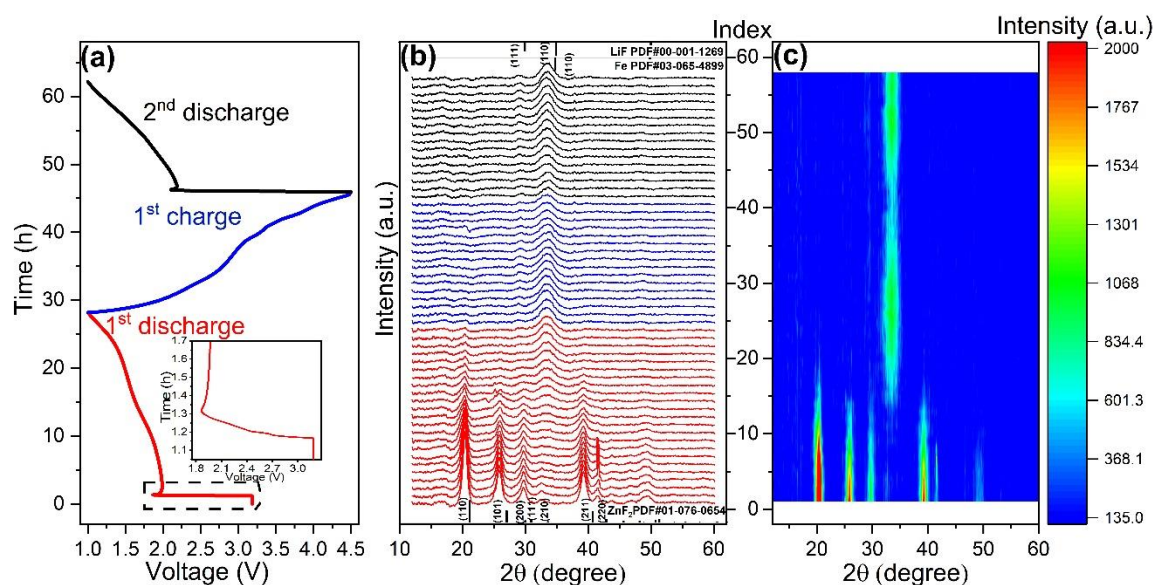 (a)
2nd discharge
1st charge
1st discharge
Time (h)
60
50
40
30
20
10
0
1.0 1.5 2.0 2.5 3.0 3.5 4.0 4.5
Voltage (V)
Time (h)
1.7
1.6
1.5
1.4
1.3
1.2
1.1
1.8 2.1 2.4 2.7 3.0
Voltage (V)
(b)
(111) (110) (110)
LiF PDF#00-001-1269
Fe PDF#03-065-4899
Intensity (a.u.)
(110) (101) (200) (111) (210) (211) (220)
ZnF2PDF#01-076-0654
10 20 30 40 50 60
2θ (degree)
Index
60
50
40
30
20
10
0
(c)
20 30 40 50 60
2θ (degree)
Intensity (a.u.)
2000
1767
1534
1301
1068
834.4
601.3
368.1
135.0